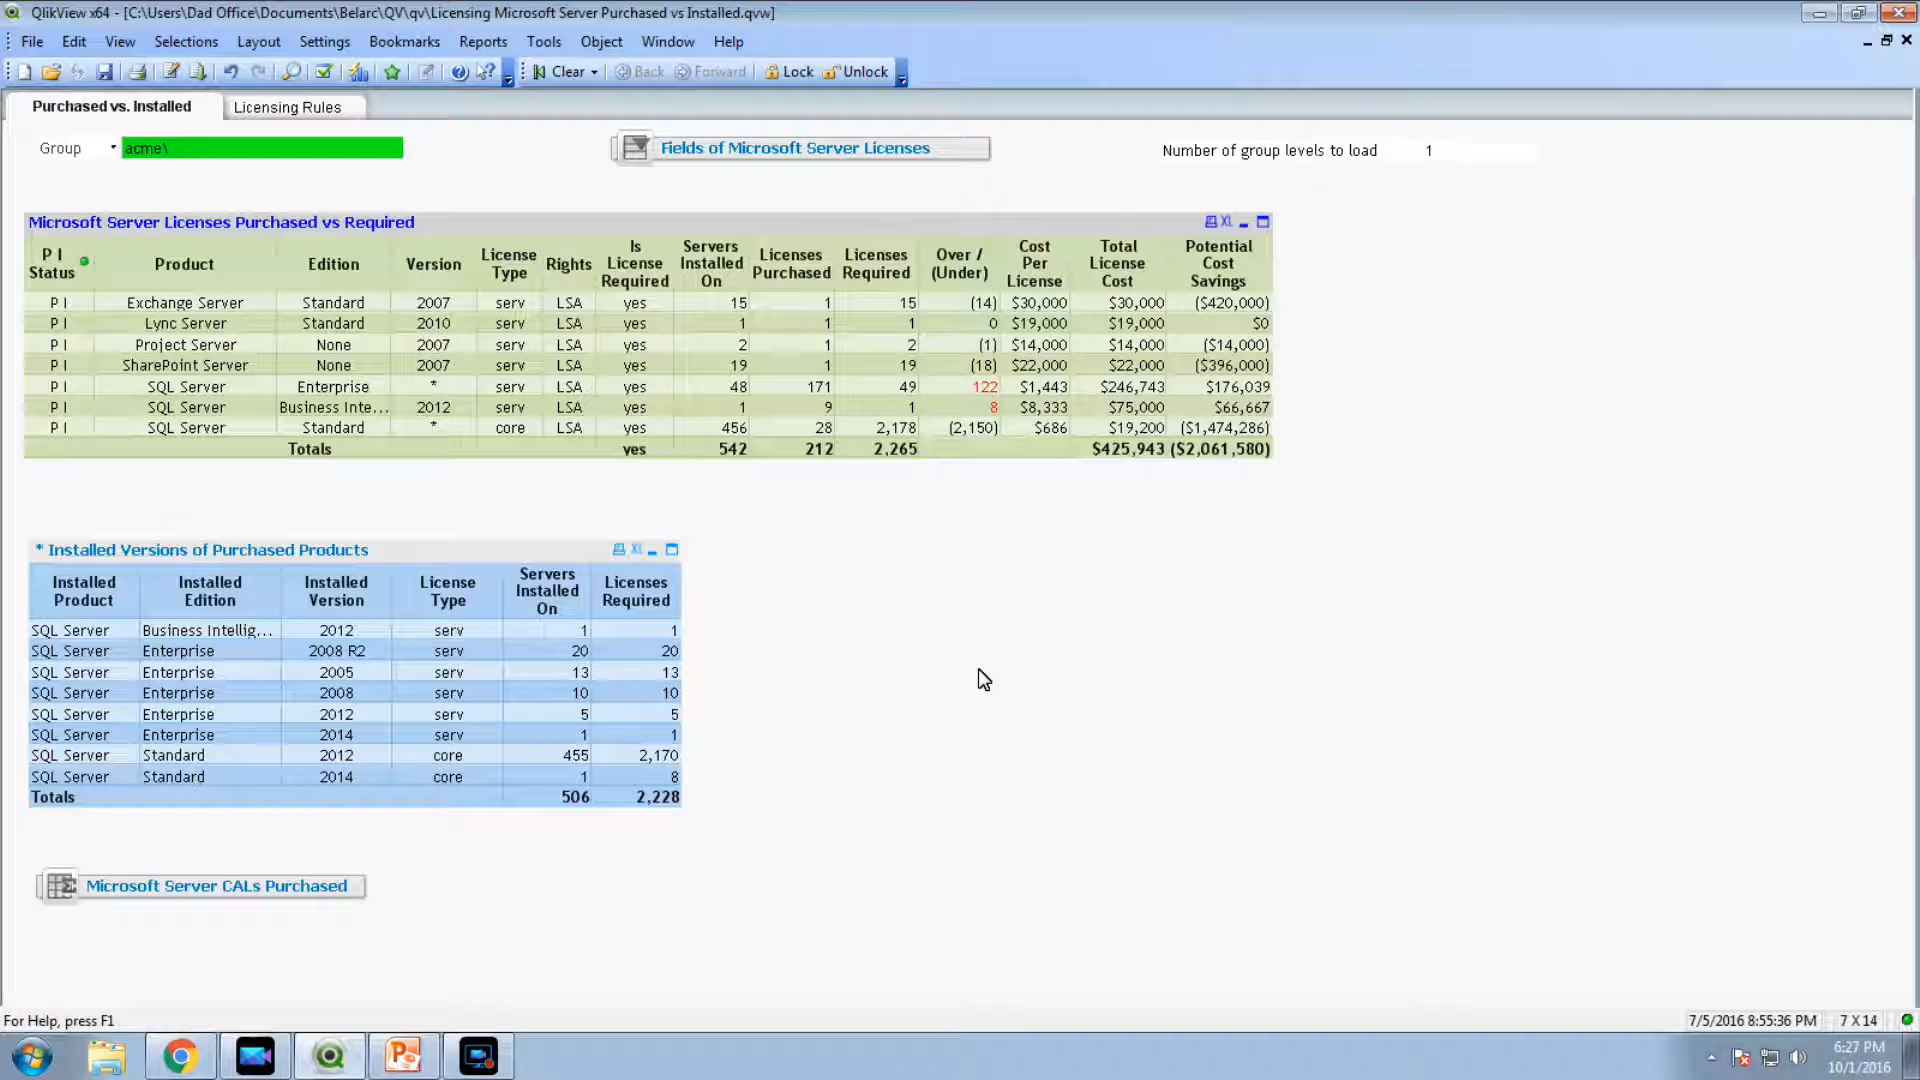 QlikView x64 - [C:\Users\Dad Office\Documents\Belarc\QV\qv\Licensing Microsoft Server Purchased vs Installed.qvw]
File Edit View Selections Layout Settings Bookmarks Reports Tools Object Window Help
Clear Back Forward Lock Unlock
Purchased vs. Installed Licensing Rules
Group acme\ Fields of Microsoft Server Licenses Number of group levels to load 1
Microsoft Server Licenses Purchased vs Required XL
P I Status Product Edition Version License Type Rights Is License Required Servers Installed On Licenses Purchased Licenses Required Over / (Under) Cost Per License Total License Cost Potential Cost Savings
P I Exchange Server Standard 2007 serv LSA yes 15 1 15 (14) $30,000 $30,000 ($420,000)
P I Lync Server Standard 2010 serv LSA yes 1 1 1 0 $19,000 $19,000 $0
P I Project Server None 2007 serv LSA yes 2 1 2 (1) $14,000 $14,000 ($14,000)
P I SharePoint Server None 2007 serv LSA yes 19 1 19 (18) $22,000 $22,000 ($396,000)
P I SQL Server Enterprise * serv LSA yes 48 171 49 122 $1,443 $246,743 $176,039
P I SQL Server Business Inte... 2012 serv LSA yes 1 9 1 8 $8,333 $75,000 $66,667
P I SQL Server Standard * core LSA yes 456 28 2,178 (2,150) $686 $19,200 ($1,474,286)
Totals yes 542 212 2,265 $425,943 ($2,061,580)
* Installed Versions of Purchased Products XL
Installed Product Installed Edition Installed Version License Type Servers Installed On Licenses Required
SQL Server Business Intellig... 2012 serv 1 1
SQL Server Enterprise 2008 R2 serv 20 20
SQL Server Enterprise 2005 serv 13 13
SQL Server Enterprise 2008 serv 10 10
SQL Server Enterprise 2012 serv 5 5
SQL Server Enterprise 2014 serv 1 1
SQL Server Standard 2012 core 455 2,170
SQL Server Standard 2014 core 1 8
Totals 506 2,228
Microsoft Server CALs Purchased
For Help, press F1 7/5/2016 8:55:36 PM 7 X 14
6:27 PM
10/1/2016